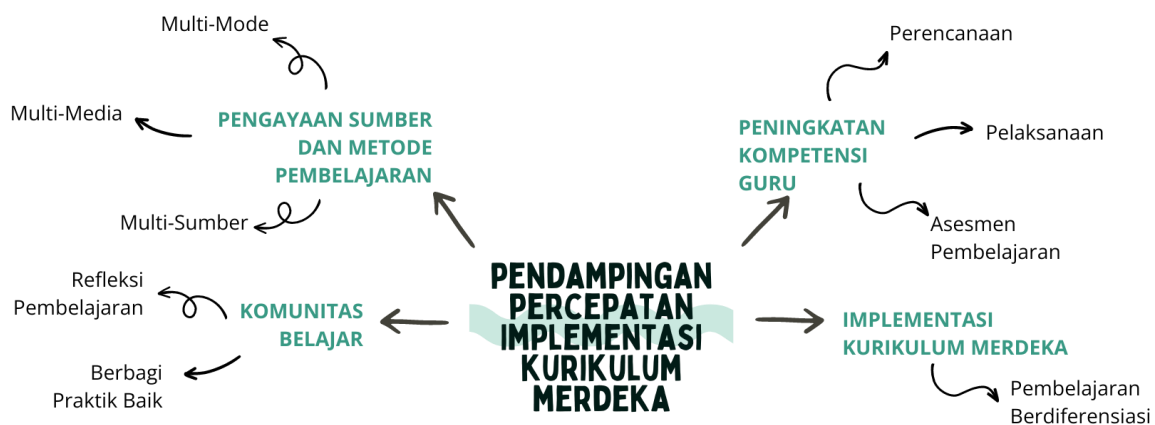 Multi-Mode
Multi-Media
PENGAYAAN SUMBER
DAN METODE
PEMBELAJARAN
Multi-Sumber
Refleksi
Pembelajaran
KOMUNITAS
BELAJAR
Berbagi
Praktik Baik
PENDAMPINGAN
PERCEPATAN
IMPLEMENTASI
KURIKULUM
MERDEKA
Perencanaan
PENINGKATAN
KOMPETENSI
GURU
Pelaksanaan
Asesmen
Pembelajaran
IMPLEMENTASI
KURIKULUM MERDEKA
Pembelajaran
Berdiferensiasi